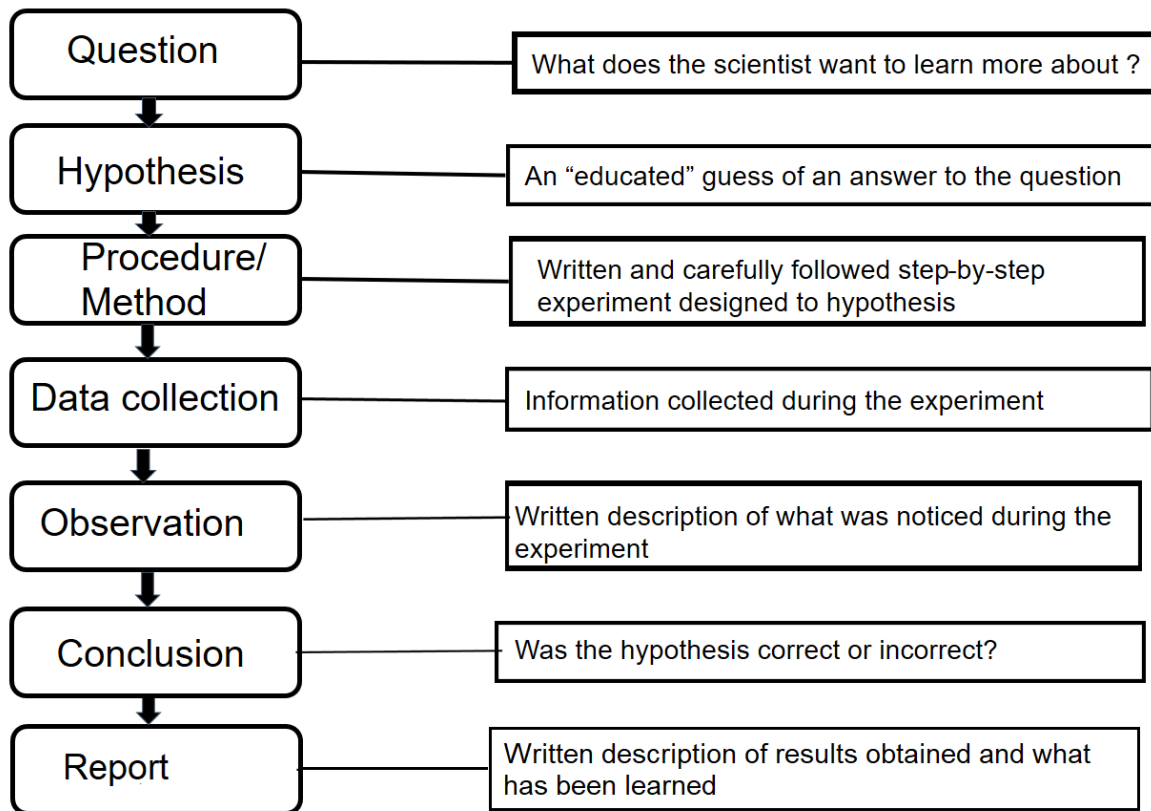 Question
What does the scientist want to learn more about ?
Hypothesis
An “educated” guess of an answer to the question
Procedure/
Method
Written and carefully followed step-by-step
experiment designed to hypothesis
Data collection
Information collected during the experiment
Observation
Written description of what was noticed during the
experiment
Conclusion
Was the hypothesis correct or incorrect?
Report
Written description of results obtained and what
has been learned